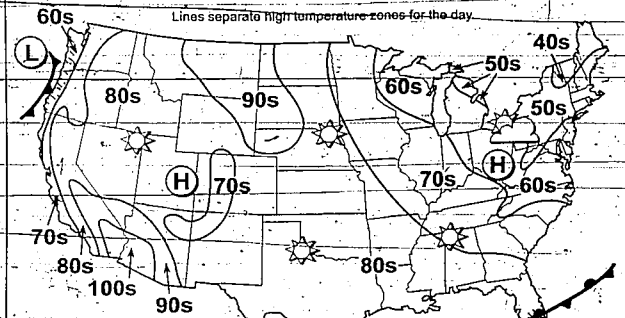 Lines separate high temperature zones for the day.
60s
L
40s
50s
80s
90s
60s
50s
H
H
70s
70s
60s
70s
80s
80s
100s
90s